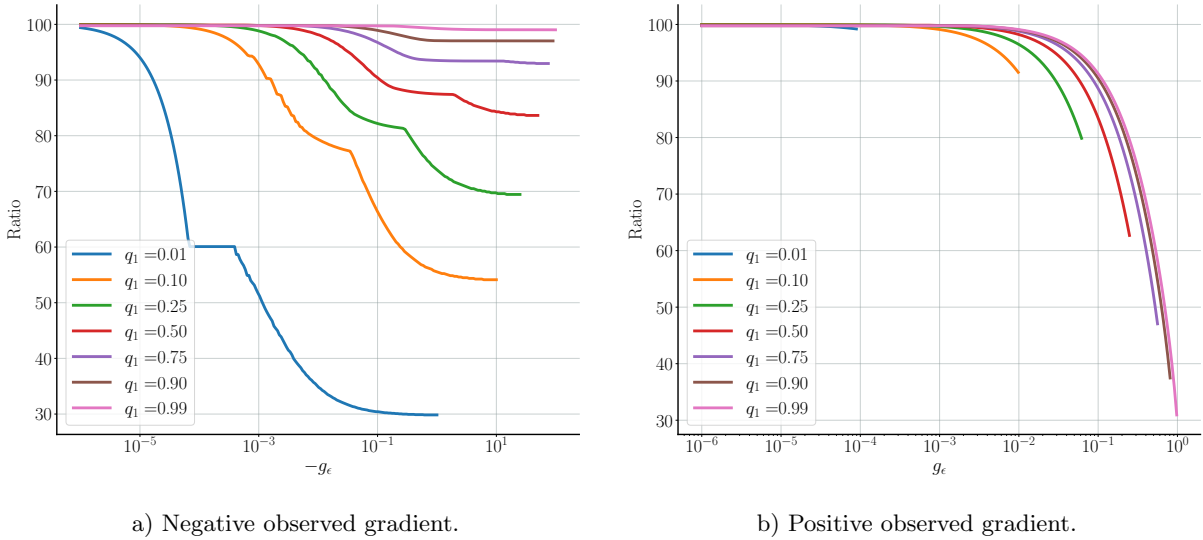 100
90
80
70
60
50
40
30
Ratio
q₁ =0.01
q₁ =0.10
q₁ =0.25
q₁ =0.50
q₁ =0.75
q₁ =0.90
q₁ =0.99
10⁻⁵ 10⁻³ 10⁻¹ 10¹
−g_ϵ
a) Negative observed gradient.
100
90
80
70
60
50
40
30
Ratio
q₁ =0.01
q₁ =0.10
q₁ =0.25
q₁ =0.50
q₁ =0.75
q₁ =0.90
q₁ =0.99
10⁻⁶ 10⁻⁵ 10⁻⁴ 10⁻³ 10⁻² 10⁻¹ 10⁰
g_ϵ
b) Positive observed gradient.